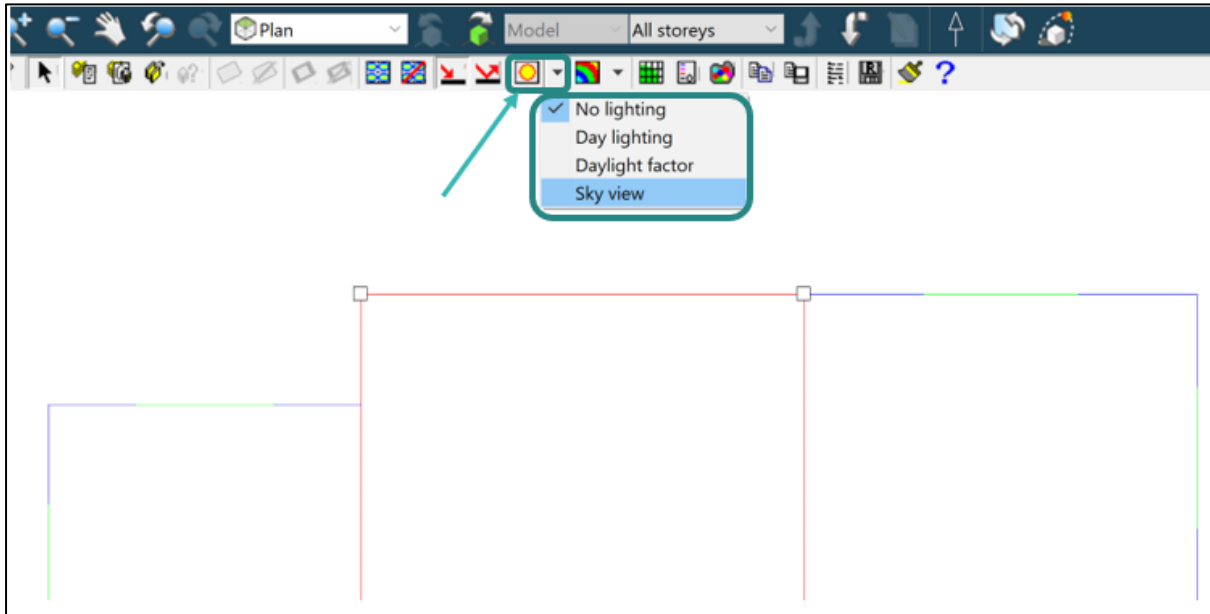 Plan
Model
All storeys
No lighting
Day lighting
Daylight factor
Sky view